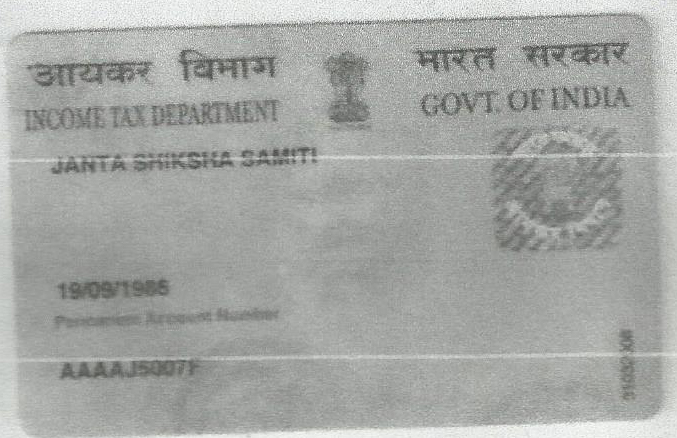 आयकर विभाग
भारत सरकार
INCOME TAX DEPARTMENT
GOVT. OF INDIA
JANTA SHIKSHA SAMITI
19/09/1986
Permanent Account Number
AAAAJ5007F